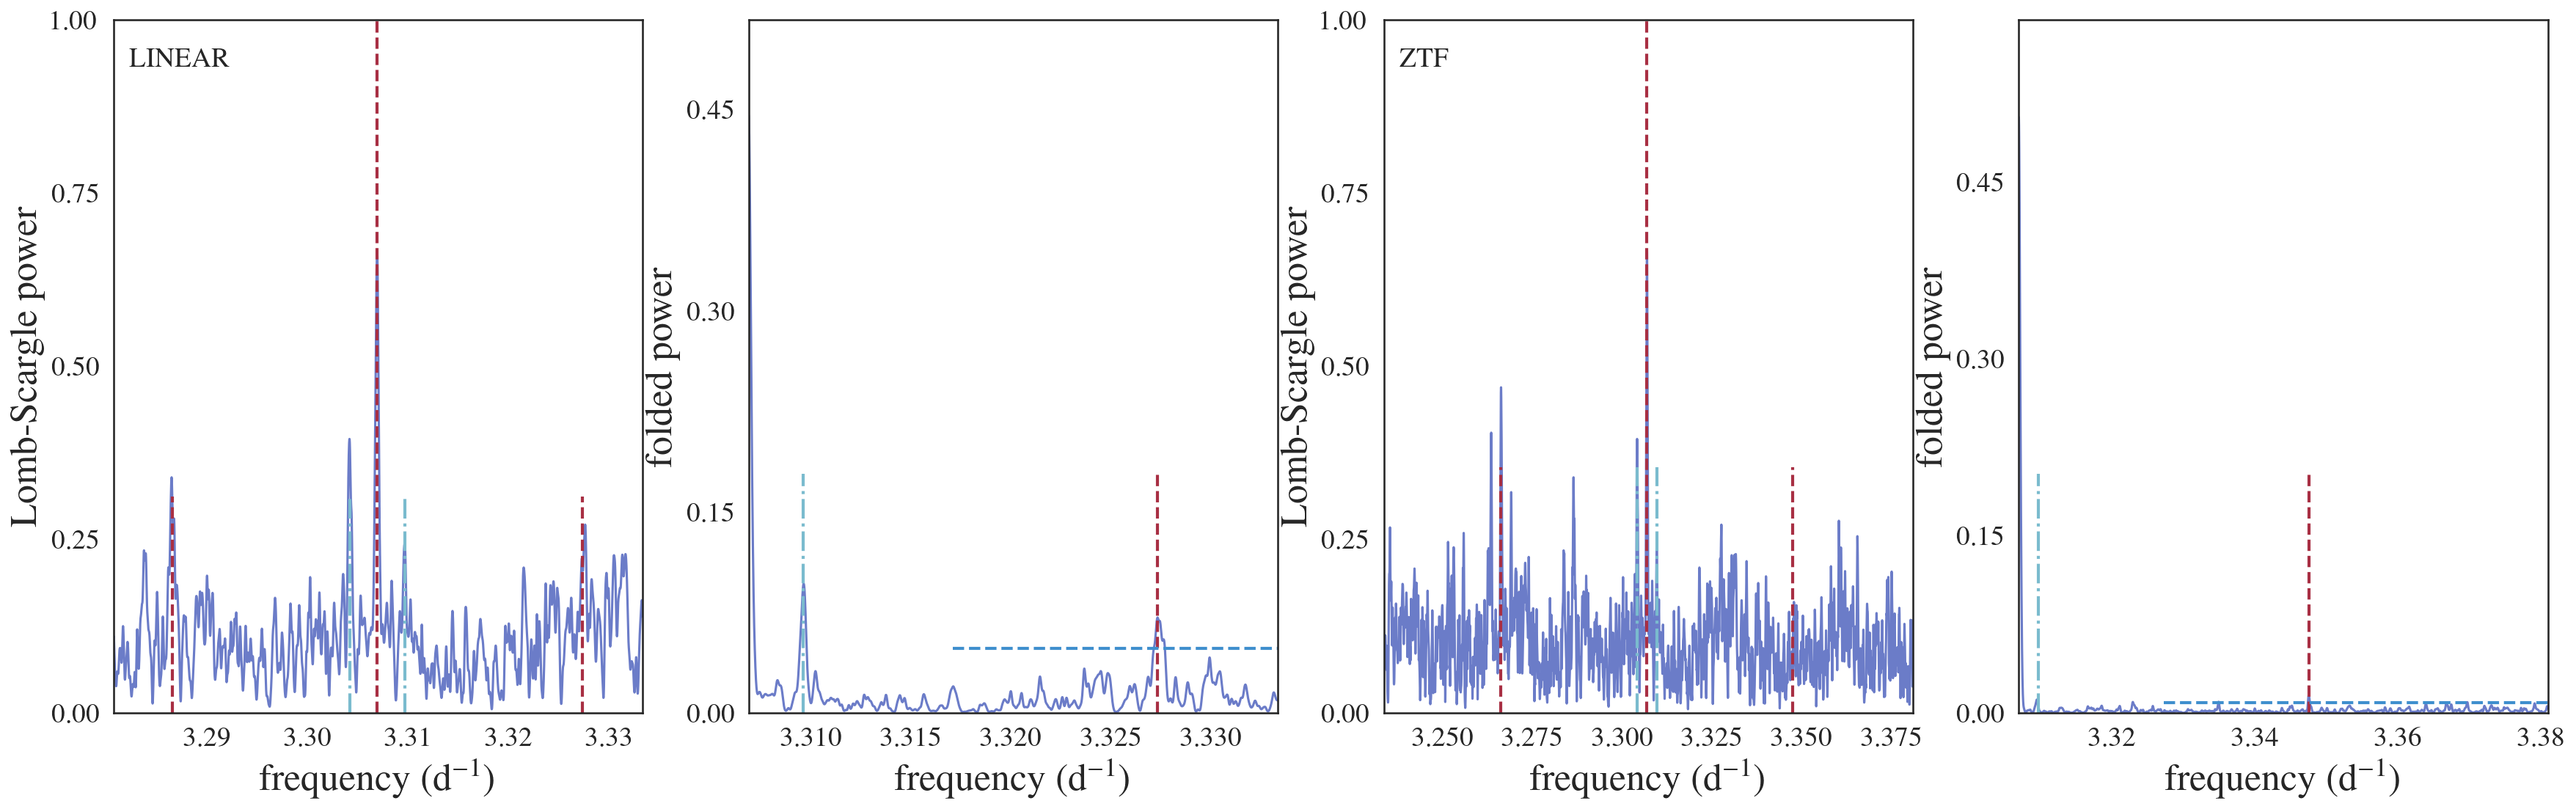 LINEAR
Lomb-Scargle power
1.00
0.75
0.50
0.25
0.00
3.29 3.30 3.31 3.32 3.33
frequency (d⁻¹)
folded power
0.45
0.30
0.15
0.00
3.310 3.315 3.320 3.325 3.330
frequency (d⁻¹)
ZTF
Lomb-Scargle power
1.00
0.75
0.50
0.25
0.00
3.250 3.275 3.300 3.325 3.350 3.375
frequency (d⁻¹)
folded power
0.45
0.30
0.15
0.00
3.32 3.34 3.36 3.38
frequency (d⁻¹)